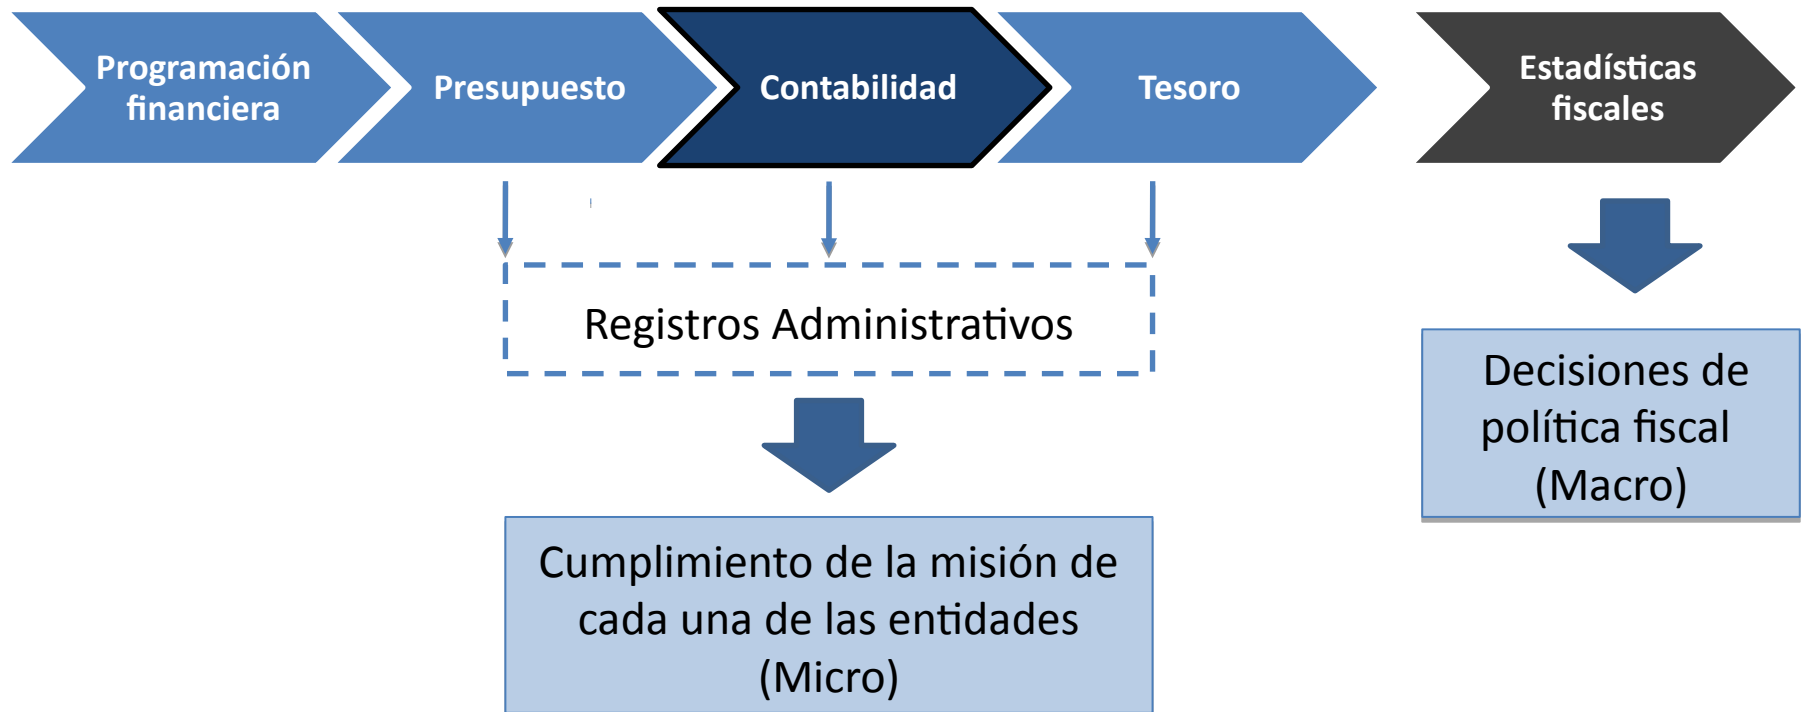 Programación
financiera
Presupuesto
Contabilidad
Tesoro
Estadísticas
fiscales
Registros Administrativos
Decisiones de
política fiscal
(Macro)
Cumplimiento de la misión de
cada una de las entidades
(Micro)